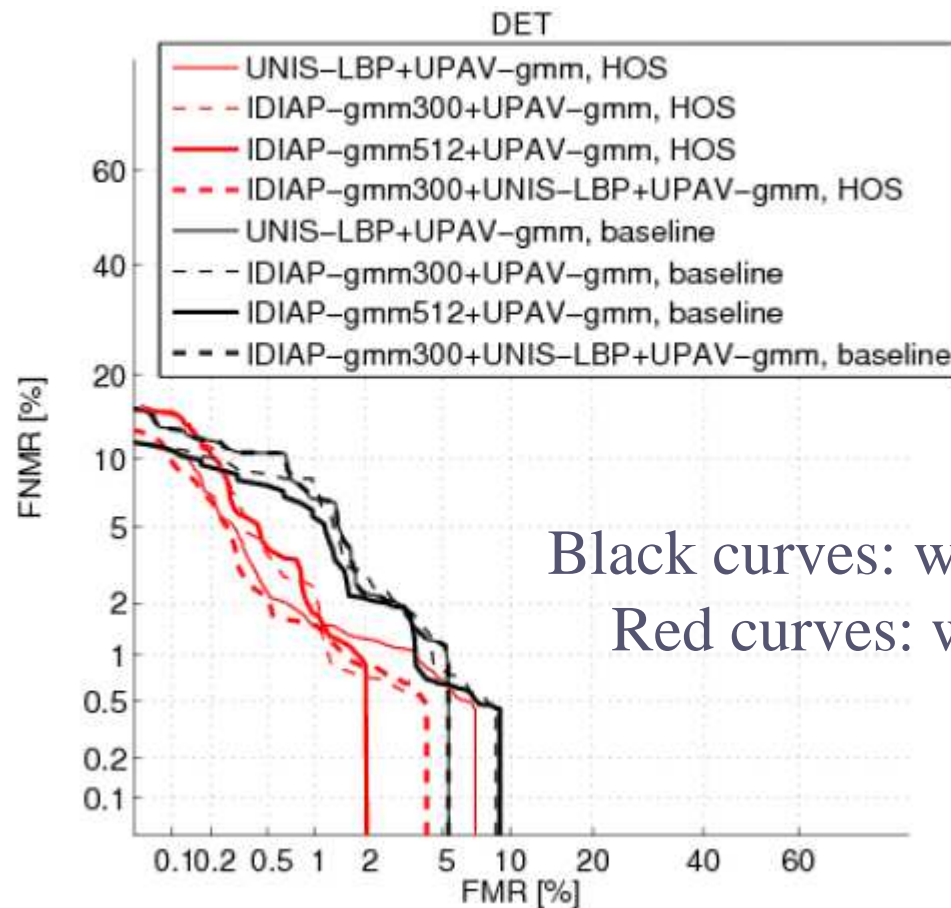 DET
UNIS-LBP+UPAV-gmm, HOS
IDIAP-gmm300+UPAV-gmm, HOS
IDIAP-gmm512+UPAV-gmm, HOS
IDIAP-gmm300+UNIS-LBP+UPAV-gmm, HOS
UNIS-LBP+UPAV-gmm, baseline
IDIAP-gmm300+UPAV-gmm, baseline
IDIAP-gmm512+UPAV-gmm, baseline
IDIAP-gmm300+UNIS-LBP+UPAV-gmm, baseline
60
40
20
10
5
2
1
0.5
0.2
0.1
FNMR [%]
Black curves: w
Red curves: w
0.1 0.2 0.5 1 2 5 10 20 40 60
FMR [%]